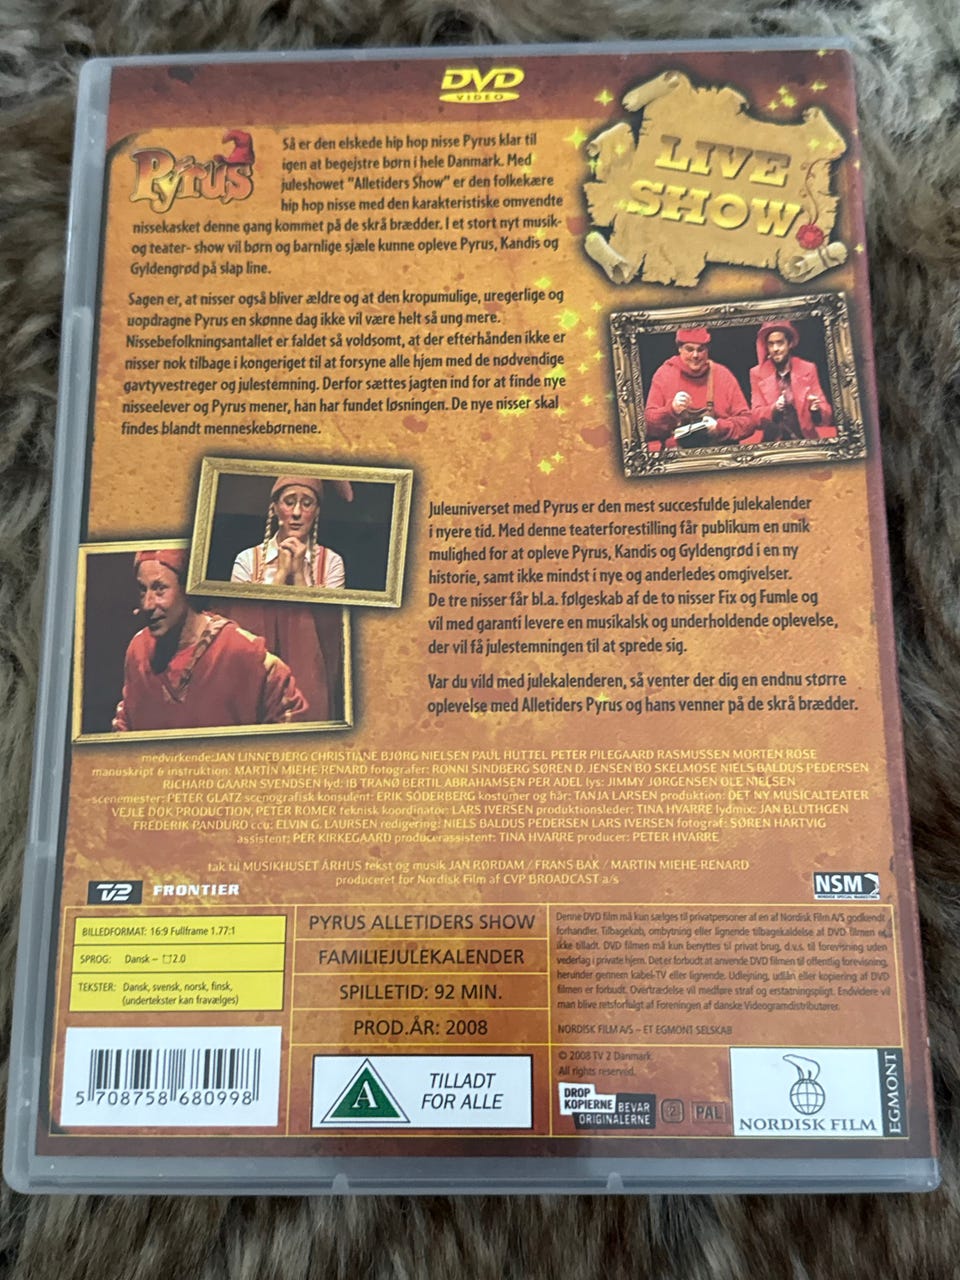 DVD
VIDEO
LIVE
SHOW
Pyrus
Så er den elskede hip hop nisse Pyrus klar til
igen at begejstre børn i hele Danmark. Med
juleshowet "Alletiders Show" er den folkekære
hip hop nisse med den karakteristiske omvendte
nissekasket denne gang kommet på de skrå brædder. I et stort nyt musik-
og teater- show vil børn og barnlige sjæle kunne opleve Pyrus, Kandis og
Gyldengrød på slap line.
Sagen er, at nisser også bliver ældre og at den kropumulige, uregerlige og
uopdragne Pyrus en skønne dag ikke vil være helt så ung mere.
Nissebefolkningsantallet er faldet så voldsomt, at der efterhånden ikke er
nisser nok tilbage i kongeriget til at forsyne alle hjem med de nødvendige
gavtyvestreger og julestemning. Derfor sættes jagten ind for at finde nye
nisseelever og Pyrus mener, han har fundet løsningen. De nye nisser skal
findes blandt menneskebørnene.
Juleuniverset med Pyrus er den mest succesfulde julekalender
i nyere tid. Med denne teaterforestilling får publikum en unik
mulighed for at opleve Pyrus, Kandis og Gyldengrød i en ny
historie, samt ikke mindst i nye og anderledes omgivelser.
De tre nisser får bl.a. følgeskab af de to nisser Fix og Fumle og
vil med garanti levere en musikalsk og underholdende oplevelse,
der vil få julestemningen til at sprede sig.
Var du vild med julekalenderen, så venter der dig en endnu større
oplevelse med Alletiders Pyrus og hans venner på de skrå brædder.
medvirkende:JAN LINNEBJERG CHRISTIANE BJØRG NIELSEN PAUL HÜTTEL PETER PILEGAARD RASMUSSEN MORTEN ROSE
manuskript & instruktion: MARTIN MIEHE-RENARD fotografer: RONNI SINDBERG SØREN D. JENSEN BO SKELMOSE NIELS BALDUS PEDERSEN
RICHARD GAARN SVENDSEN lyd: IB TRANØ BERTIL ABRAHAMSEN PER ADEL lys: JIMMY JØRGENSEN OLE NIELSEN
scenemester: PETER GLATZ scenografisk konsulent: ERIK SÖDERBERG kostumer og hår: TANJA LARSEN produktion: DET NY MUSICALTEATER
VEJLE DOK PRODUCTION, PETER RÖMER teknisk koordinator: LARS IVERSEN produktionsleder: TINA HVARRE lydmix: JAN BLÜTHGEN
FREDERIK PANDURO ccu: ELVIN G. LAURSEN redigering: NIELS BALDUS PEDERSEN LARS IVERSEN fotograf: SØREN HARTVIG
assistent: PER KIRKEGAARD producerassistent: TINA HVARRE producer: PETER HVARRE
tak til MUSIKHUSET ÅRHUS tekst og musik JAN RØRDAM / FRANS BAK / MARTIN MIEHE-RENARD
produceret for Nordisk Film af CVP BROADCAST a/s
TV2 FRONTIER
NSM
NORDISK SPECIAL MARKETING
BILLEDFORMAT: 16:9 Fullframe 1.77:1
SPROG: Dansk – 2.0
TEKSTER: Dansk, svensk, norsk, finsk,
(undertekster kan fravælges)
5 708758 680998
PYRUS ALLETIDERS SHOW
FAMILIEJULEKALENDER
SPILLETID: 92 MIN.
PROD.ÅR: 2008
A
TILLADT
FOR ALLE
Denne DVD film må kun sælges til privatpersoner af en af Nordisk Film A/S godkendt
forhandler. Tilbagekøb, ombytning eller lignende tilbagekaldelse af DVD filmen er
ikke tilladt. DVD filmen må kun benyttes til privat brug, d.v.s. til forevisning uden
vederlag i private hjem. Det er forbudt at anvende DVD filmen til offentlig forevisning,
herunder gennem kabel-TV eller lignende. Udlejning, udlån eller kopiering af DVD
filmen er forbudt. Overtrædelse vil medføre straf og erstatningspligt. Endvidere vil
man blive retsforfulgt af Foreningen af danske Videogramdistributører.
NORDISK FILM A/S – ET EGMONT SELSKAB
© 2008 TV 2 Danmark
All rights reserved.
DROP
KOPIERNE BEVAR
ORIGINALERNE
2
PAL
NORDISK FILM
EGMONT